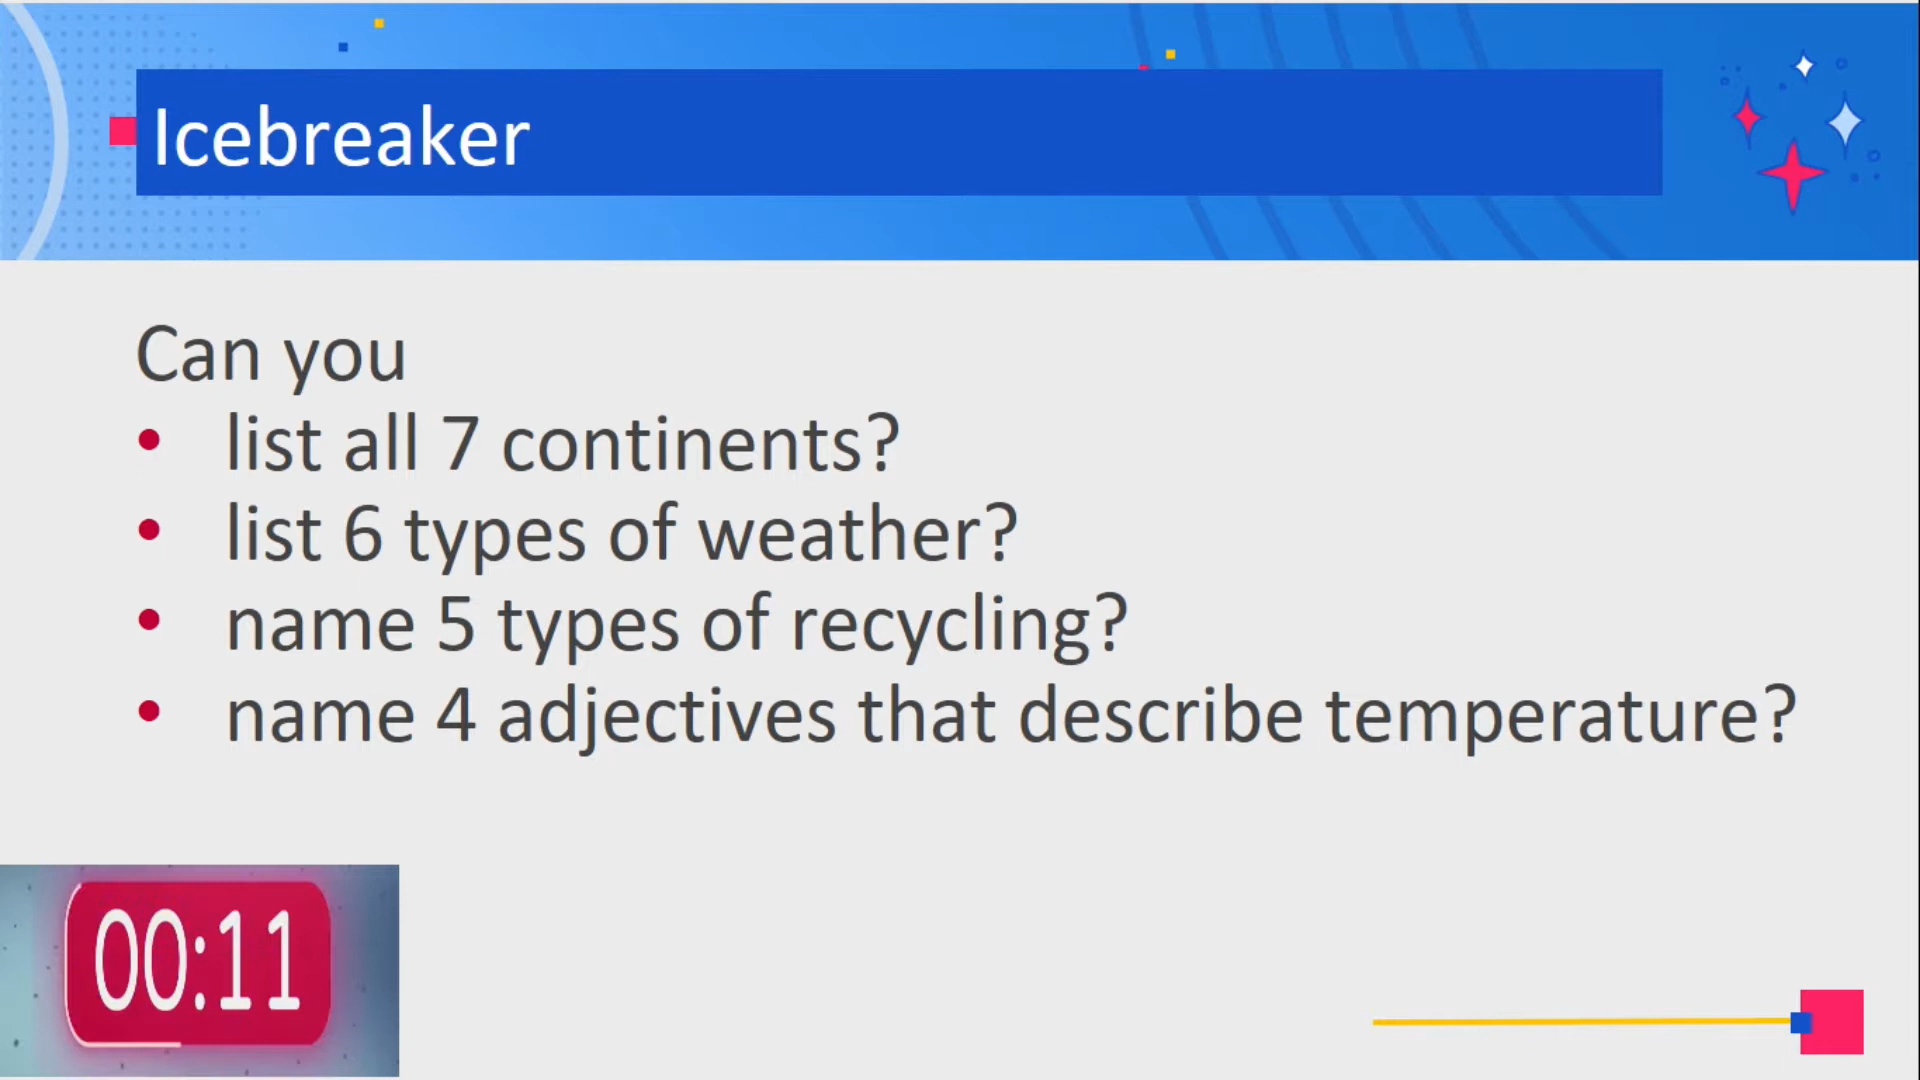 Icebreaker
Can you
• list all 7 continents?
• list 6 types of weather?
• name 5 types of recycling?
• name 4 adjectives that describe temperature?
00:11